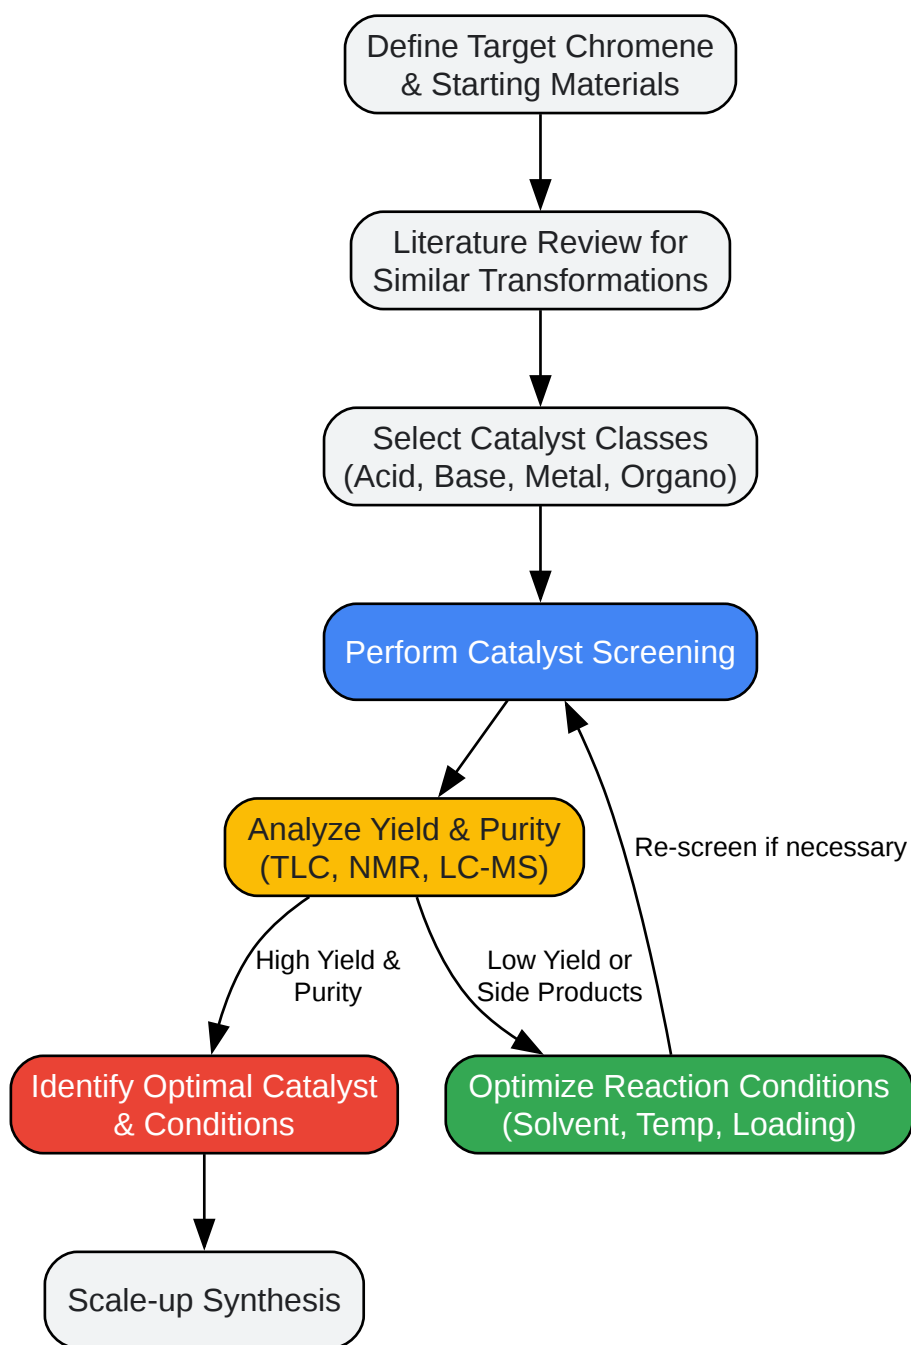 Define Target Chromene
& Starting Materials
Literature Review for
Similar Transformations
Select Catalyst Classes
(Acid, Base, Metal, Organo)
Perform Catalyst Screening
Analyze Yield & Purity
(TLC, NMR, LC-MS)
Re-screen if necessary
High Yield &
Purity
Low Yield or
Side Products
Identify Optimal Catalyst
& Conditions
Optimize Reaction Conditions
(Solvent, Temp, Loading)
Scale-up Synthesis